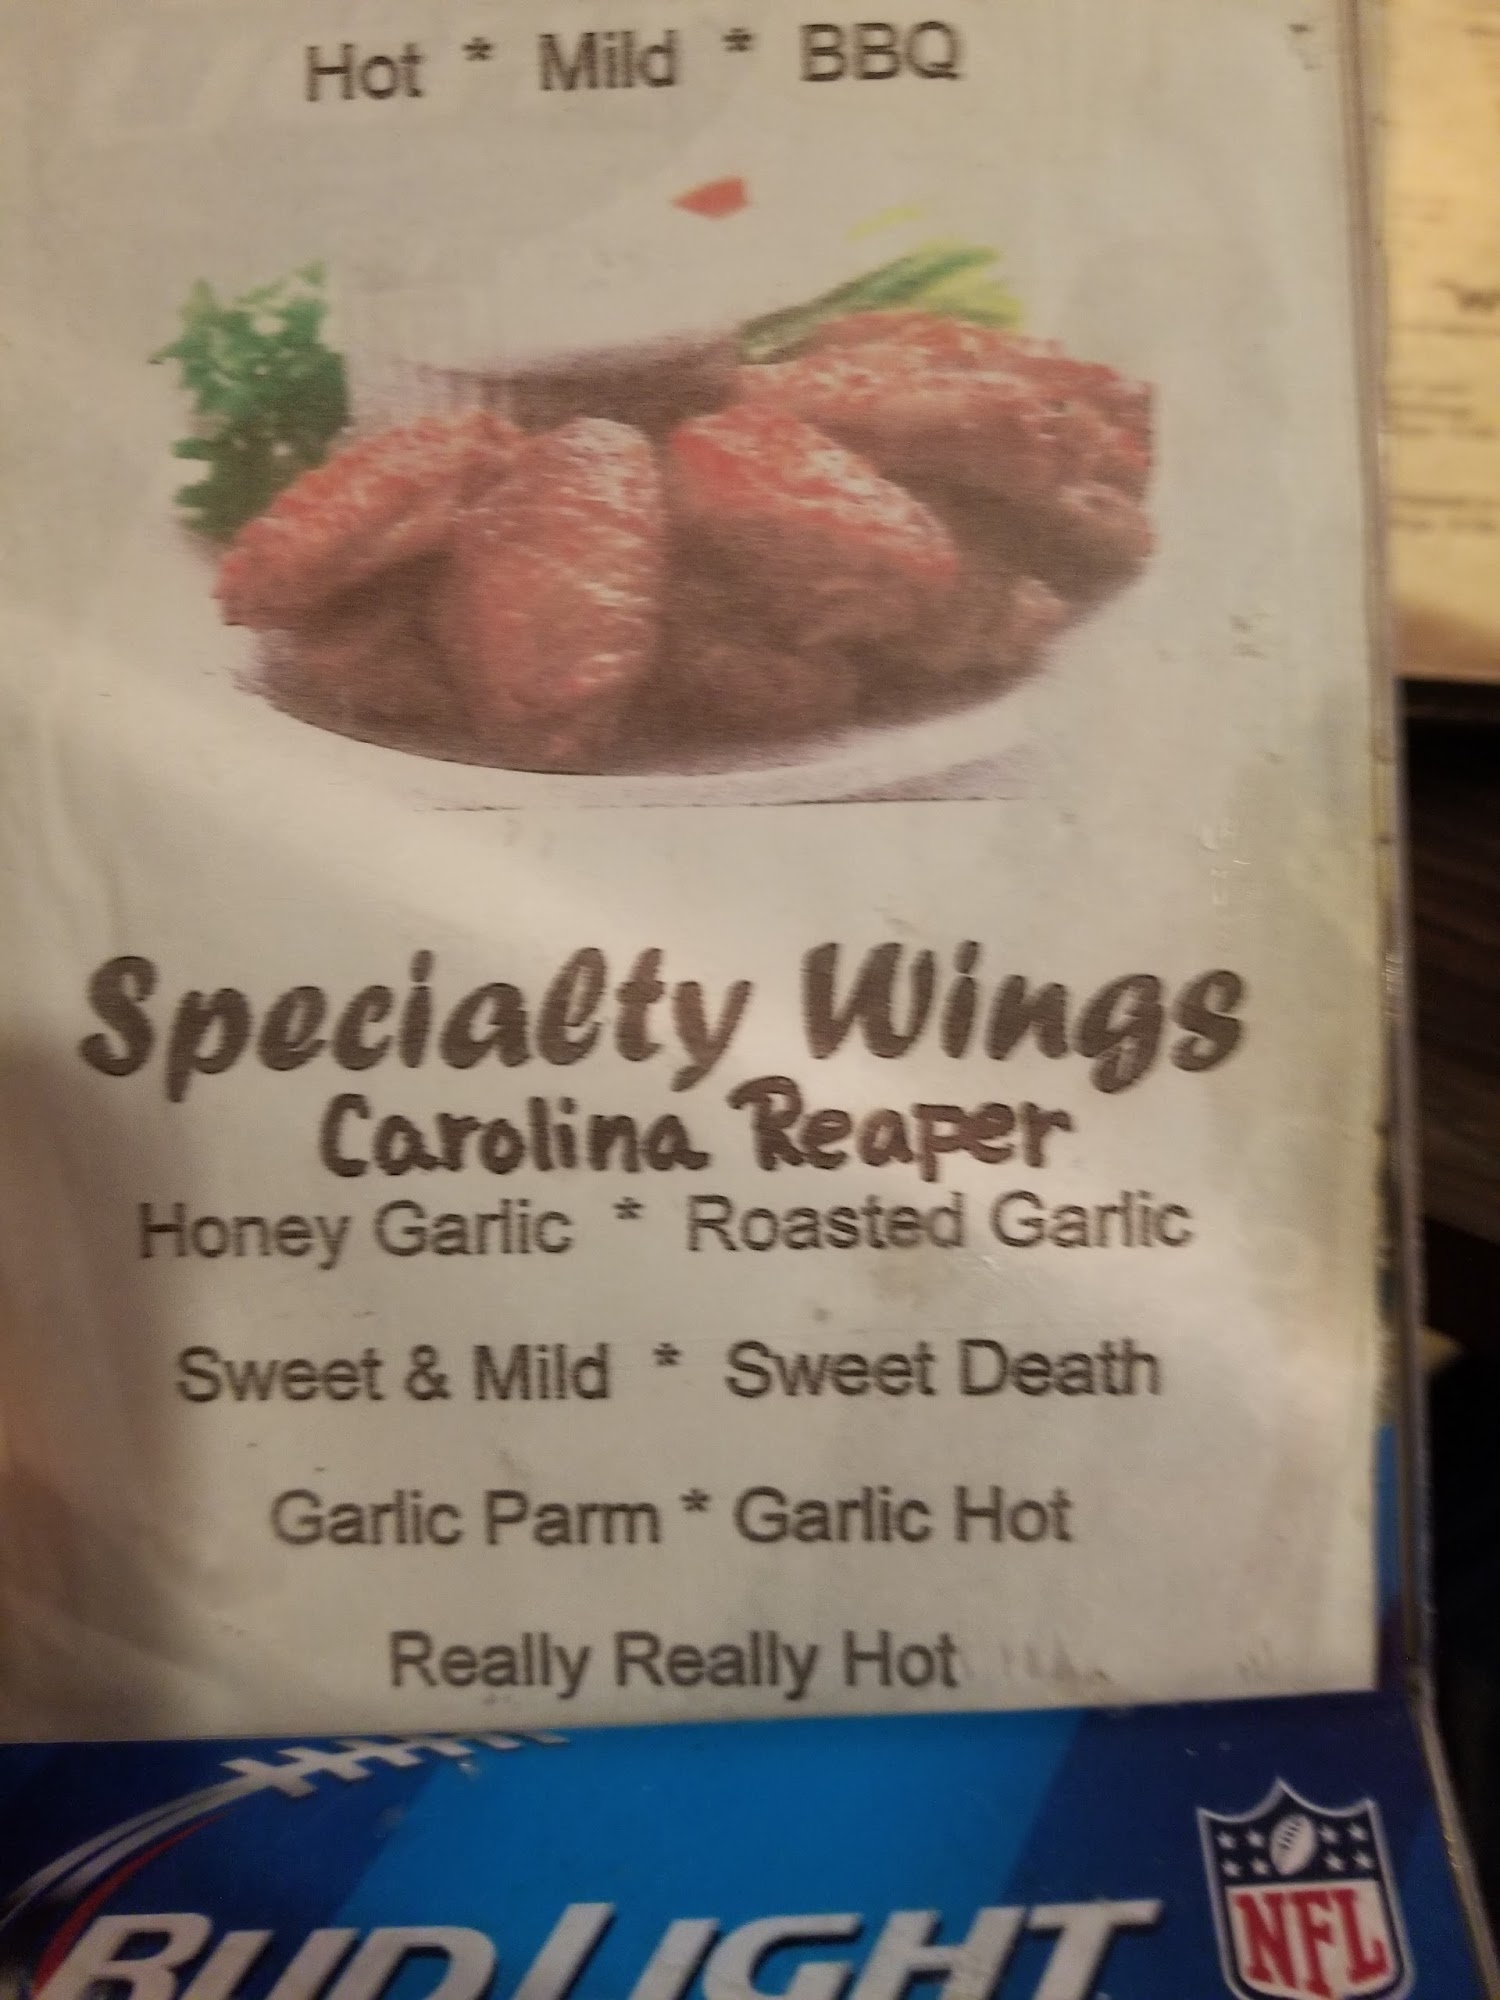 Hot * Mild * BBQ
Specialty Wings
Carolina Reaper
Honey Garlic * Roasted Garlic
Sweet & Mild * Sweet Death
Garlic Parm * Garlic Hot
Really Really Hot
BUD LIGHT
NFL